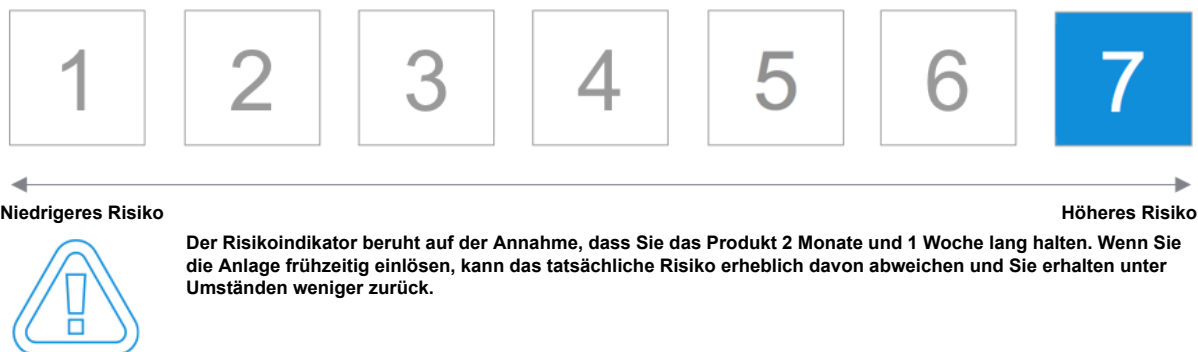 1 2 3 4 5 6 7
Niedrigeres Risiko Höheres Risiko
Der Risikoindikator beruht auf der Annahme, dass Sie das Produkt 2 Monate und 1 Woche lang halten. Wenn Sie
die Anlage frühzeitig einlösen, kann das tatsächliche Risiko erheblich davon abweichen und Sie erhalten unter
Umständen weniger zurück.